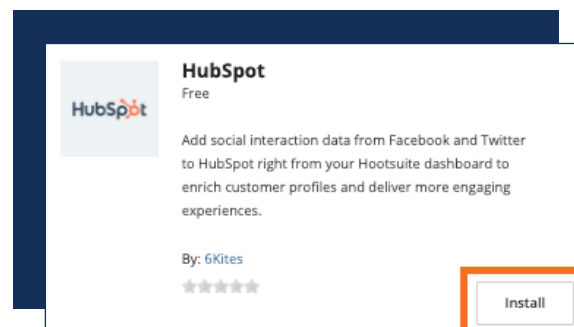 HubSpot
HubSpot
Free
Add social interaction data from Facebook and Twitter
to HubSpot right from your Hootsuite dashboard to
enrich customer profiles and deliver more engaging
experiences.
By: 6Kites
Install